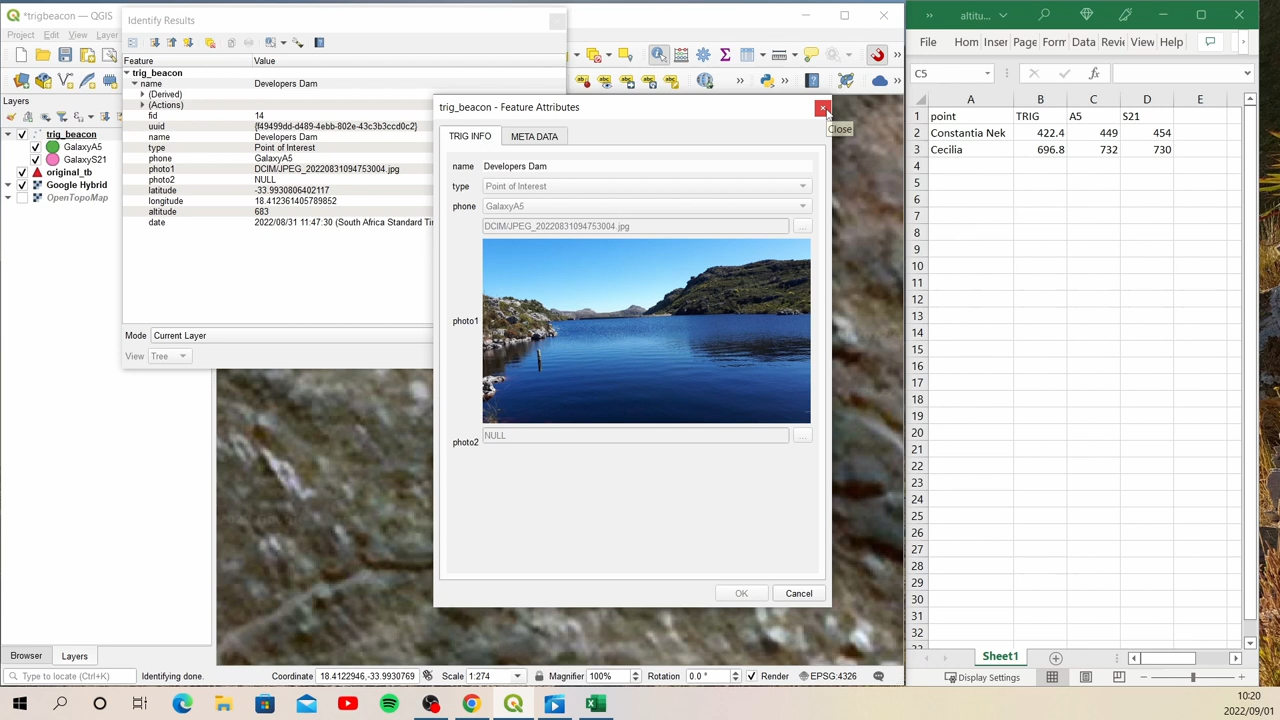 *trigbeacon — QGIS
Project Edit View Layer
Layers
trig_beacon
GalaxyA5
GalaxyS21
original_tb
Google Hybrid
OpenTopoMap
Browser
Layers
Type to locate (Ctrl+K)
Identifying done.
Coordinate
18.4122946,-33.9930769
Scale
1:274
Magnifier
100%
Rotation
0.0 °
Render
EPSG:4326
Identify Results
Feature Value
trig_beacon
name Developers Dam
(Derived)
(Actions)
fid 14
uuid {f49499dd-d489-4ebb-802e-43c3b3ccd0c2}
name Developers Dam
type Point of Interest
phone GalaxyA5
photo1 DCIM/JPEG_20220831094753004.jpg
photo2 NULL
latitude -33.9930806402117
longitude 18.412361405789852
altitude 683
date 2022/08/31 11:47:30 (South Africa Standard Tir
Mode Current Layer
View Tree
trig_beacon - Feature Attributes
Close
TRIG INFO
META DATA
name Developers Dam
type Point of Interest
phone GalaxyA5
DCIM/JPEG_20220831094753004.jpg
...
photo1
photo2 NULL
...
OK
Cancel
altitu...
File Hom Inser Page Form Data Revie View Help
C5
fx
A B C D E
1 point TRIG A5 S21
2 Constantia Nek 422.4 449 454
3 Cecilia 696.8 732 730
4
5
6
7
8
9
10
11
12
13
14
15
16
17
18
19
20
21
22
23
24
25
26
27
28
29
30
31
32
Sheet1
Display Settings
10:20
2022/09/01